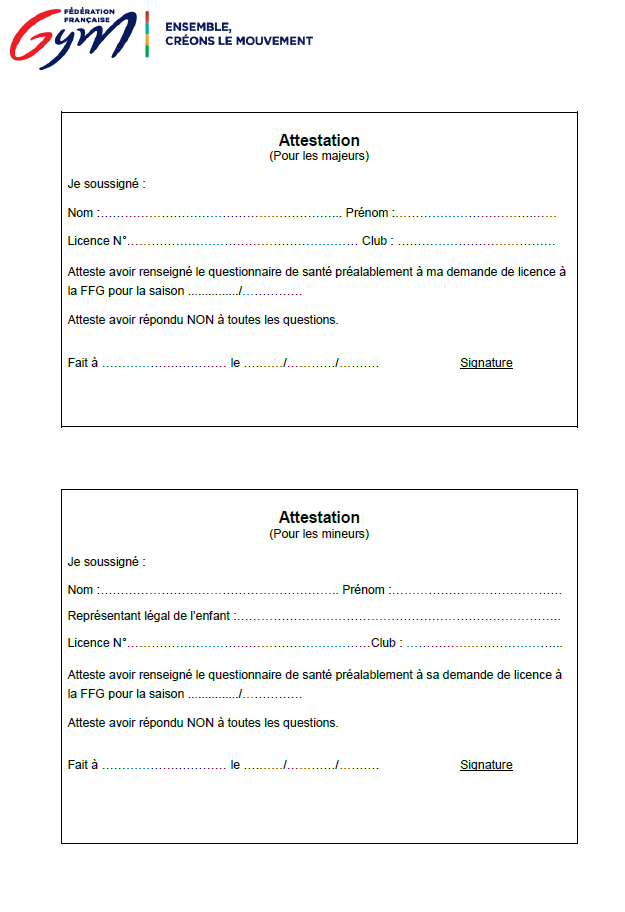 FÉDÉRATION
FRANÇAISE
Gym
ENSEMBLE,
CRÉONS LE MOUVEMENT
Attestation
(Pour les majeurs)
Je soussigné :
Nom :………………………………………………….. Prénom :………………………………….
Licence N°………………………………………………… Club : …………………………………
Atteste avoir renseigné le questionnaire de santé préalablement à ma demande de licence à
la FFG pour la saison .............../……………
Atteste avoir répondu NON à toutes les questions.
Fait à …………………………. le ………./…………/………. Signature
Attestation
(Pour les mineurs)
Je soussigné :
Nom :………………………………………………….. Prénom :……………………………………
Représentant légal de l'enfant :……………………………………………………………………..
Licence N°……………………………………………………Club : ………………………………...
Atteste avoir renseigné le questionnaire de santé préalablement à sa demande de licence à
la FFG pour la saison .............../……………
Atteste avoir répondu NON à toutes les questions.
Fait à …………………………. le ………./…………/………. Signature